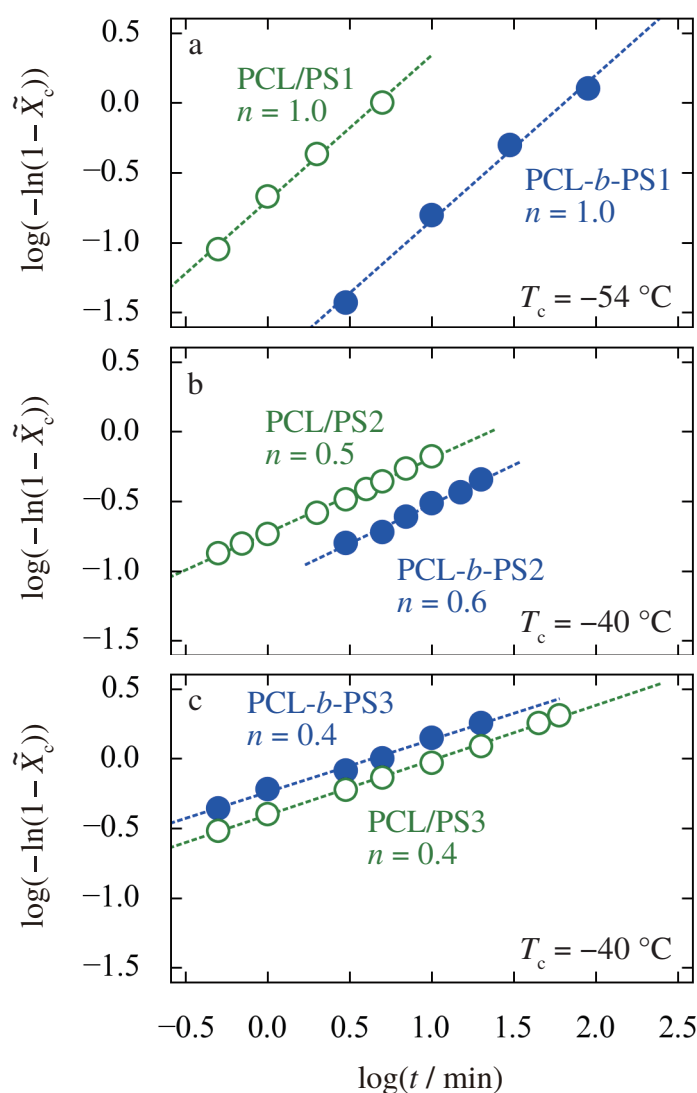 a
0.5
0.0
−0.5
−1.0
−1.5
log(−ln(1− X̃c))
PCL/PS1
n = 1.0
PCL-b-PS1
n = 1.0
Tc = −54 °C
b
0.5
0.0
−0.5
−1.0
−1.5
log(−ln(1− X̃c))
PCL/PS2
n = 0.5
PCL-b-PS2
n = 0.6
Tc = −40 °C
c
0.5
0.0
−0.5
−1.0
−1.5
log(−ln(1− X̃c))
PCL-b-PS3
n = 0.4
PCL/PS3
n = 0.4
Tc = −40 °C
−0.5 0.0 0.5 1.0 1.5 2.0 2.5
log(t / min)